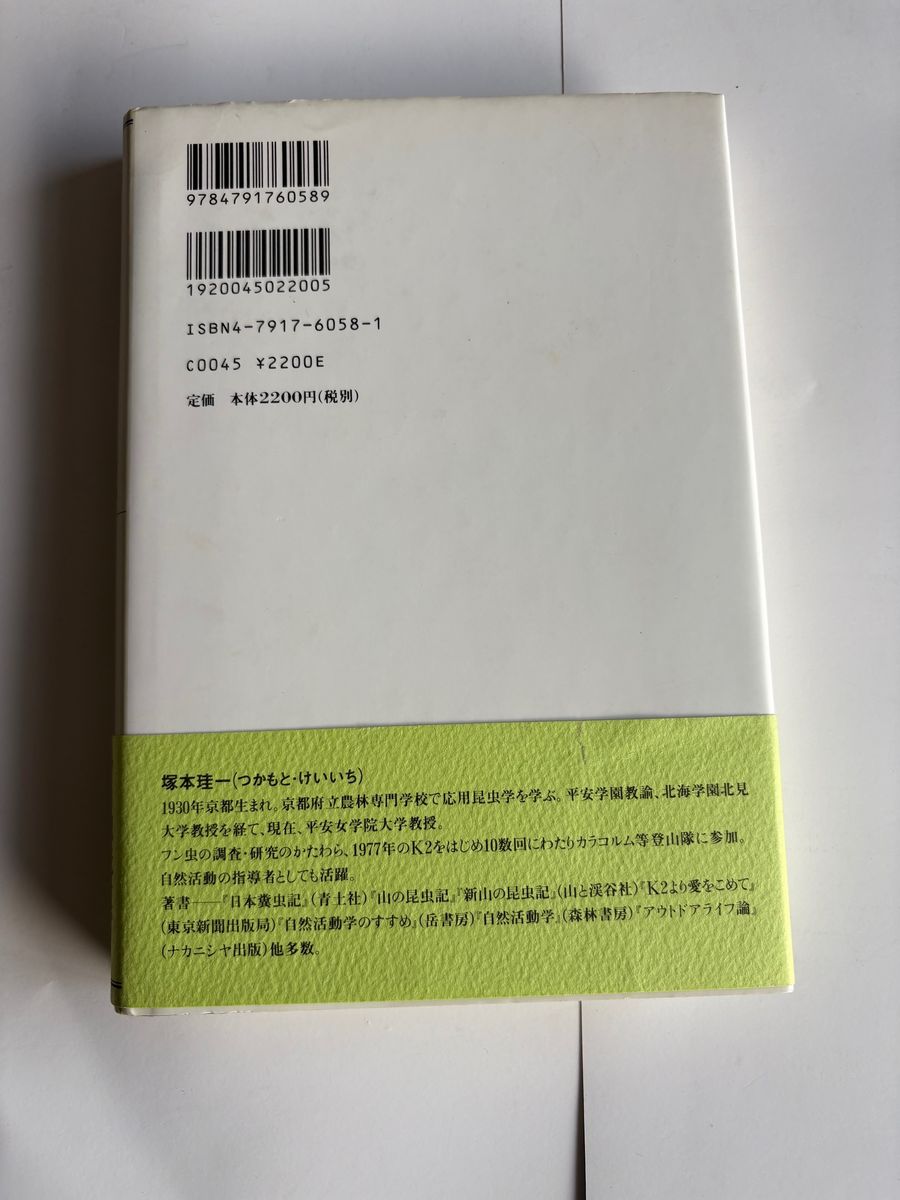 9784791760589
1920045022005
ISBN4-7917-6058-1
C0045 ¥2200E
定価 本体2200円(税別)
塚本珪一(つかもと・けいいち)
1930年京都生まれ。京都府立農林専門学校で応用昆虫学を学ぶ。平安学園教諭、北海学園北見
大学教授を経て、現在、平安女学院大学教授。
フン虫の調査・研究のかたわら、1977年のK2をはじめ10数回にわたりカラコルム等登山隊に参加。
自然活動の指導者としても活躍。
著書――『日本糞虫記』(青土社)『山の昆虫記』『新山の昆虫記』(山と渓谷社)『K2より愛をこめて』
(東京新聞出版局)『自然活動学のすすめ』(岳書房)『自然活動学』(森林書房)『アウトドアライフ論』
(ナカニシヤ出版)他多数。